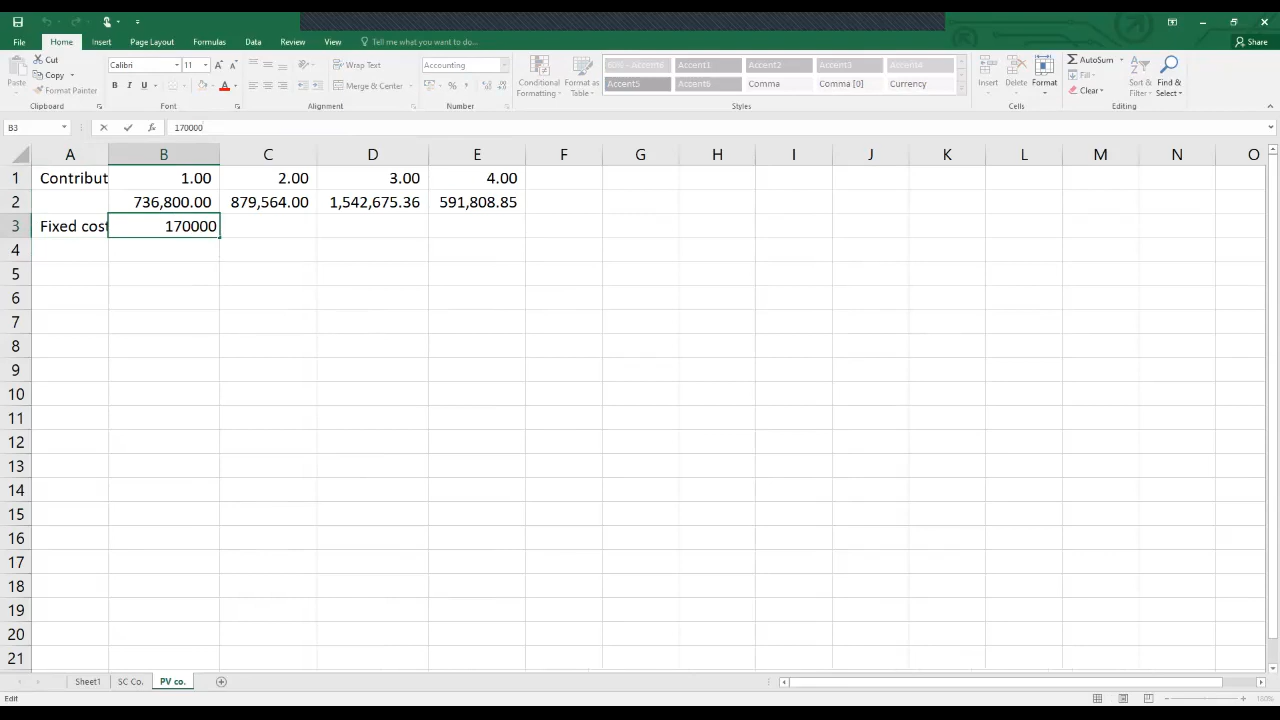 File Home Insert Page Layout Formulas Data Review View Tell me what you want to do... Share
Paste Cut Copy Format Painter Clipboard
Calibri 11 A A B I U A Font
Wrap Text Merge & Center Alignment
Accounting % Number
Conditional Formatting Format as Table
60% - Accent6 Accent1 Accent2 Accent3 Accent4
Accent5 Accent6 Comma Comma [0] Currency
Styles
Insert Delete Format Cells
AutoSum Fill Clear Sort & Filter Find & Select Editing
B3 fx 170000
A B C D E F G H I J K L M N O
1 Contribut 1.00 2.00 3.00 4.00
2 736,800.00 879,564.00 1,542,675.36 591,808.85
3 Fixed cost 170000
4
5
6
7
8
9
10
11
12
13
14
15
16
17
18
19
20
21
Sheet1 SC Co. PV co.
Edit 160%